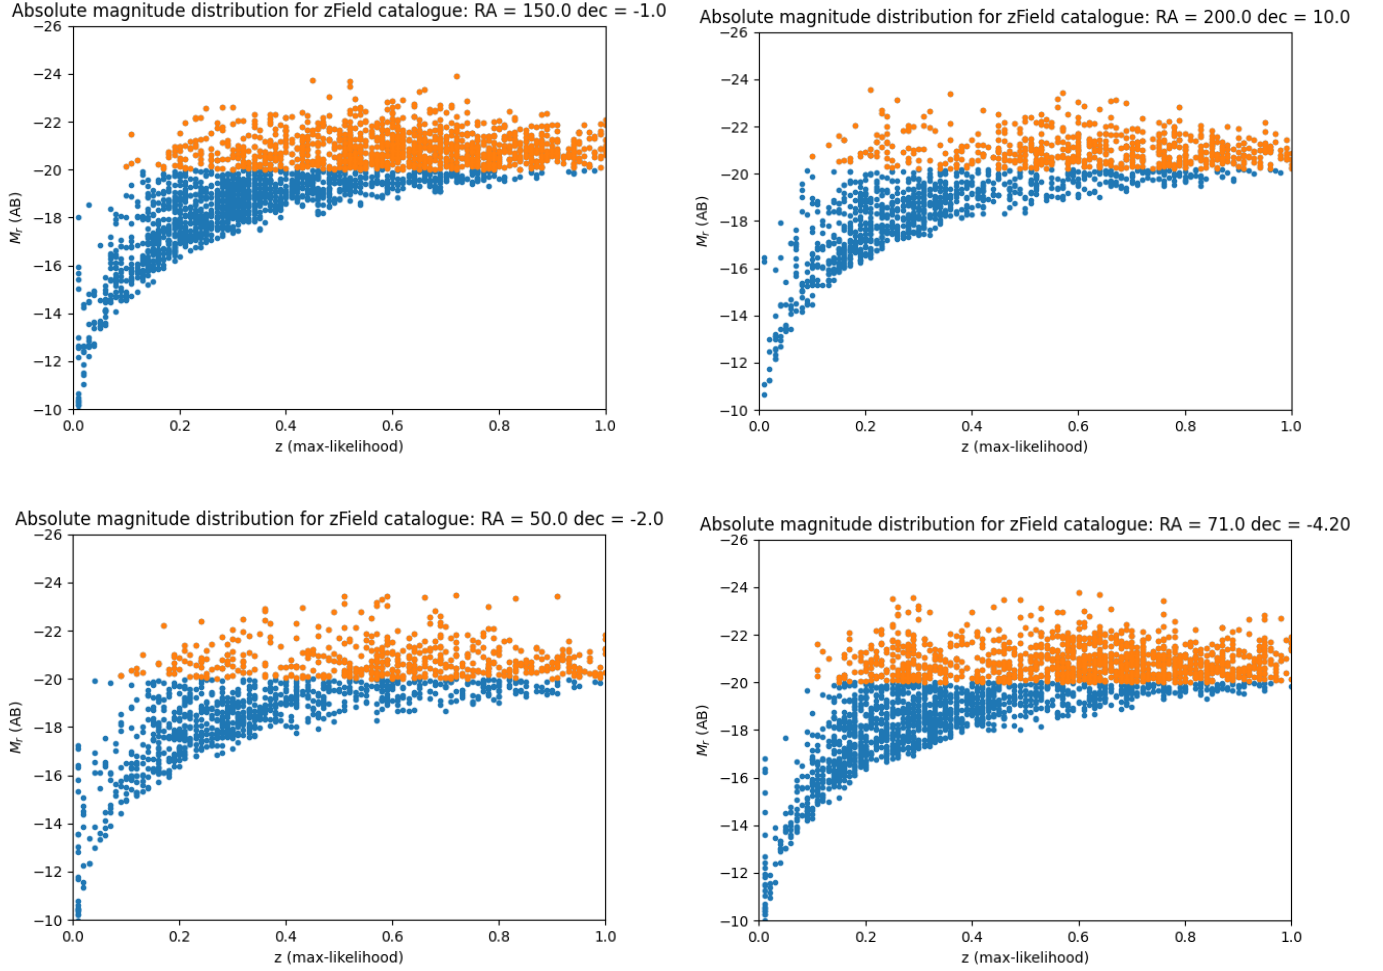 Absolute magnitude distribution for zField catalogue: RA = 150.0 dec = -1.0
−26
−24
−22
−20
−18
−16
−14
−12
−10
M_r (AB)
0.0 0.2 0.4 0.6 0.8 1.0
z (max-likelihood)
Absolute magnitude distribution for zField catalogue: RA = 200.0 dec = 10.0
−26
−24
−22
−20
−18
−16
−14
−12
−10
M_r (AB)
0.0 0.2 0.4 0.6 0.8 1.0
z (max-likelihood)
Absolute magnitude distribution for zField catalogue: RA = 50.0 dec = -2.0
−26
−24
−22
−20
−18
−16
−14
−12
−10
M_r (AB)
0.0 0.2 0.4 0.6 0.8 1.0
z (max-likelihood)
Absolute magnitude distribution for zField catalogue: RA = 71.0 dec = -4.20
−26
−24
−22
−20
−18
−16
−14
−12
−10
M_r (AB)
0.0 0.2 0.4 0.6 0.8 1.0
z (max-likelihood)